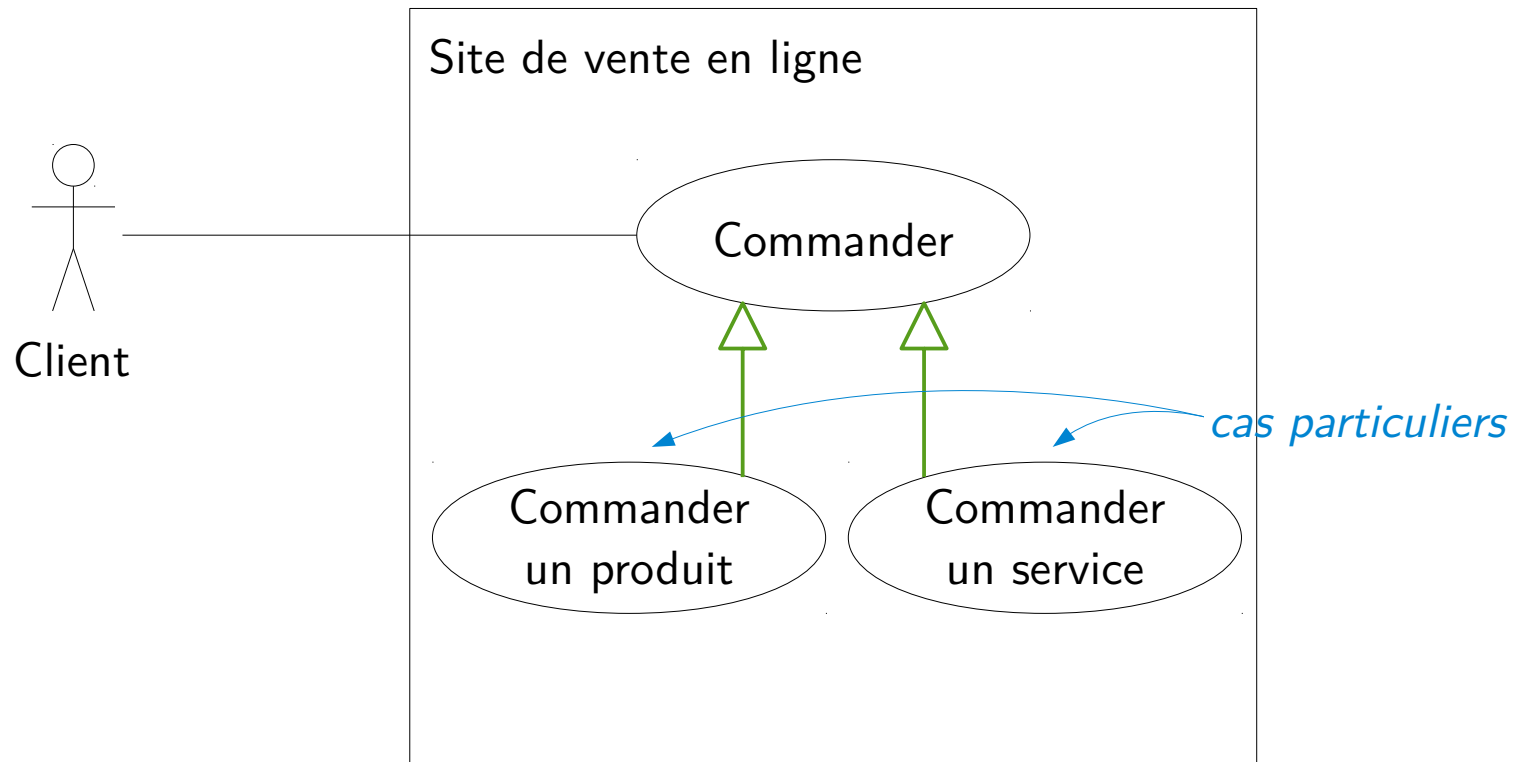 Site de vente en ligne
Commander
Client
cas particuliers
Commander
un produit
Commander
un service